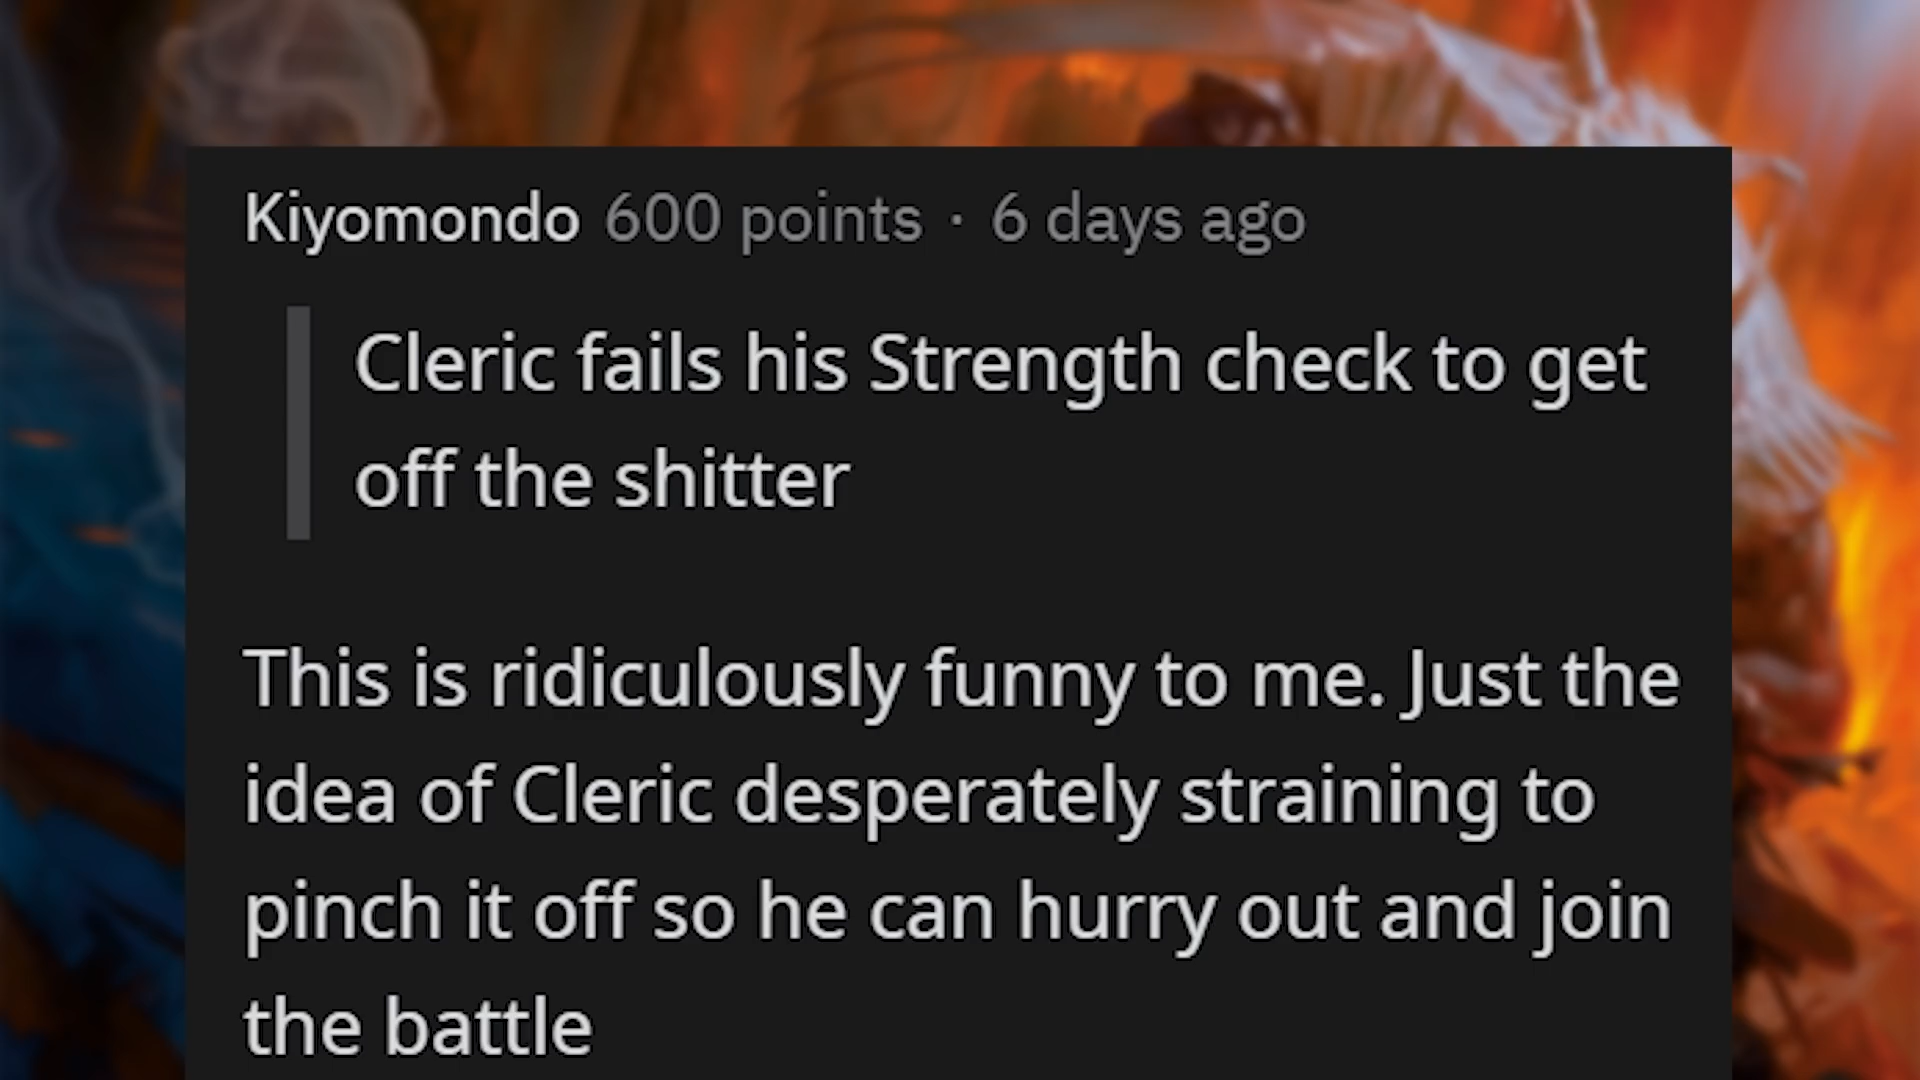 Kiyomondo 600 points · 6 days ago
Cleric fails his Strength check to get
off the shitter
This is ridiculously funny to me. Just the
idea of Cleric desperately straining to
pinch it off so he can hurry out and join
the battle